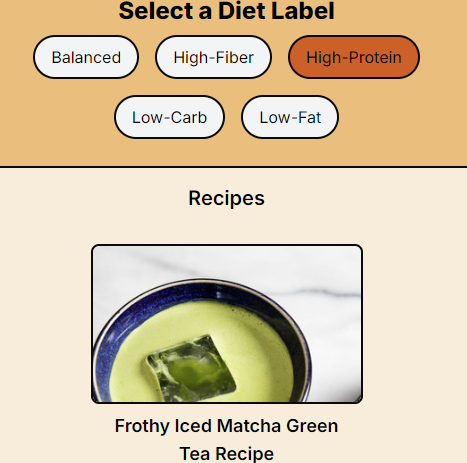 Select a Diet Label
Balanced High-Fiber High-Protein
Low-Carb Low-Fat
Recipes
Frothy Iced Matcha Green
Tea Recipe